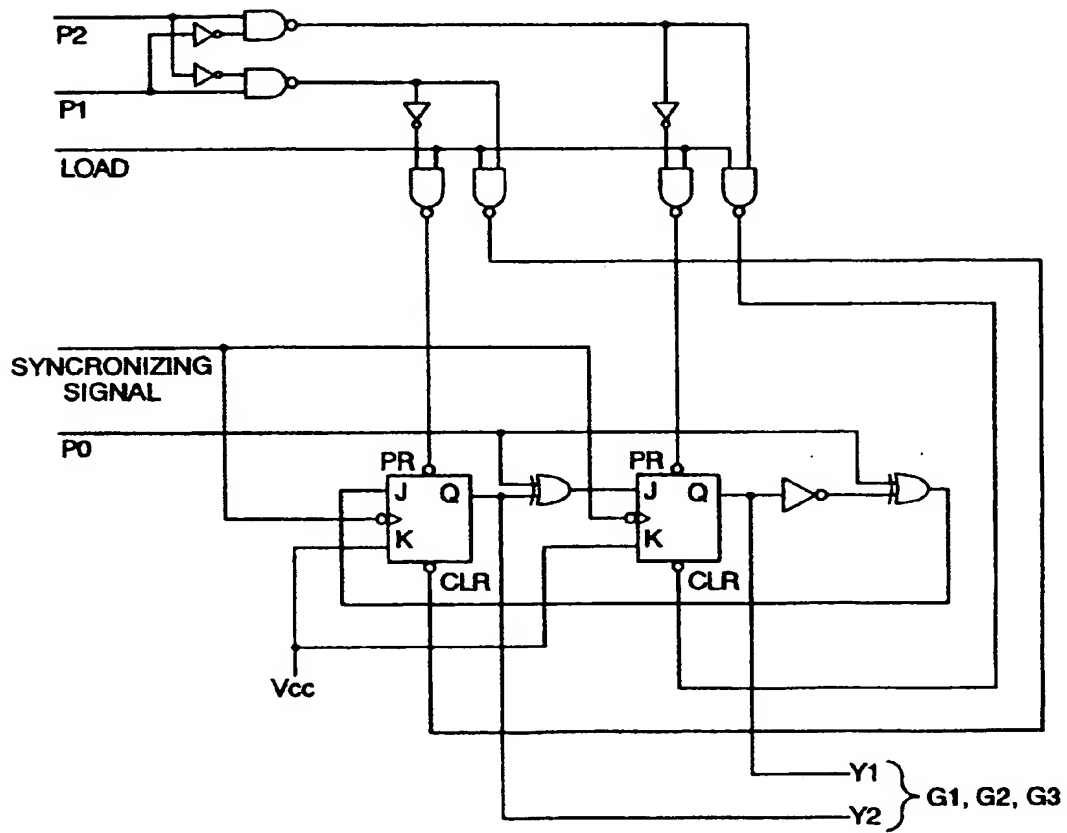 P2
P1
LOAD
SYNCRONIZING
SIGNAL
P0
PR
PR
J
Q
J
Q
K
K
CLR
CLR
Vcc
Y1
Y2
G1, G2, G3